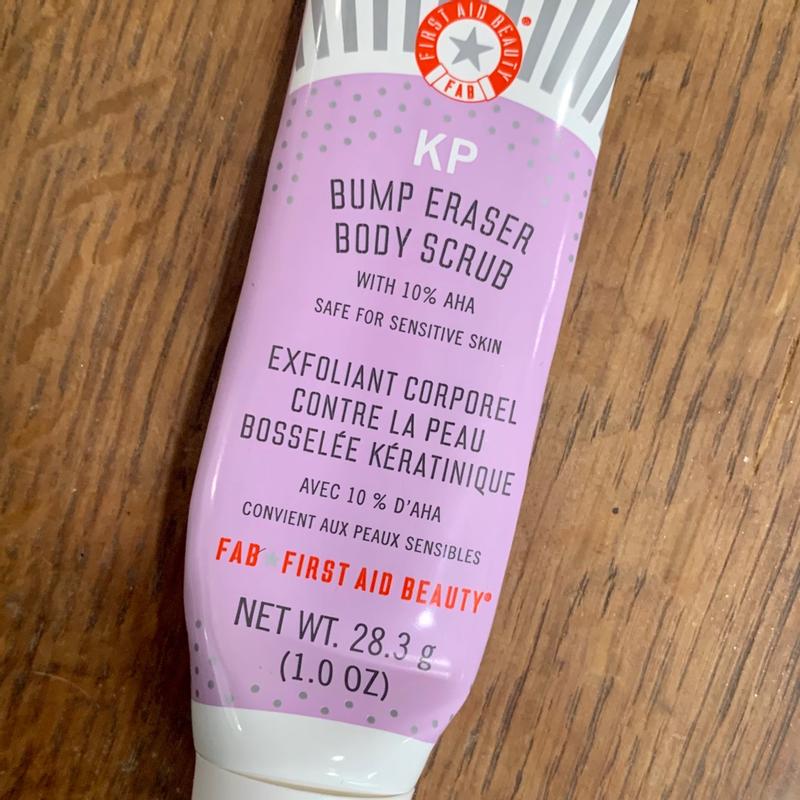 FIRST AID BEAUTY
FAB
KP
BUMP ERASER
BODY SCRUB
WITH 10% AHA
SAFE FOR SENSITIVE SKIN
EXFOLIANT CORPOREL
CONTRE LA PEAU
BOSSELÉE KÉRATINIQUE
AVEC 10 % D'AHA
CONVIENT AUX PEAUX SENSIBLES
FAB FIRST AID BEAUTY®
NET WT. 28.3 g
(1.0 OZ)